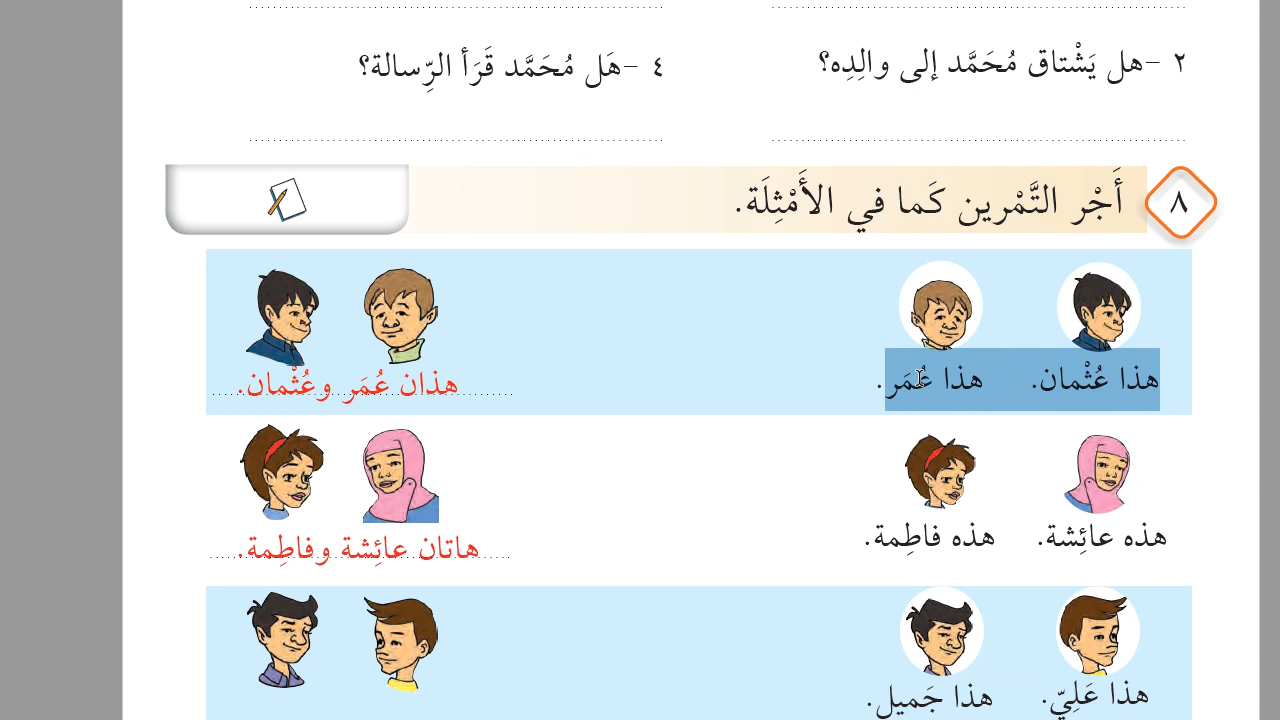 ٢ -هل يَشْتاق مُحَمَّد إلى والِدِه؟
٤ -هَل مُحَمَّد قَرَأ الرِّسالة؟
٨ أَجْر التَّمْرين كَما في الأَمْثِلَة.
هذا عُثْمان. هذا عُمَر.
هذان عُمَر وعُثْمان.
هذه عائِشة. هذه فاطِمة.
هاتان عائِشة وفاطِمة.
هذا عَلِيّ. هذا جَميل.